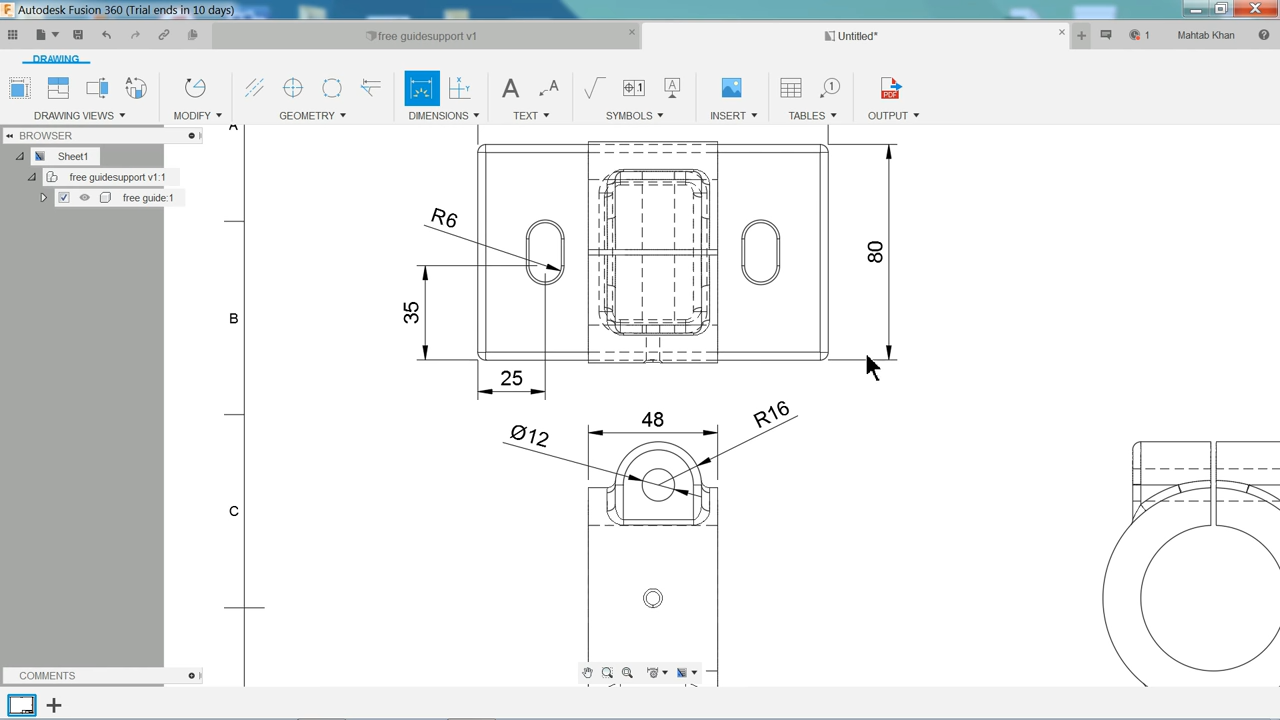 Autodesk Fusion 360 (Trial ends in 10 days)
free guidesupport v1
Untitled*
1
Mahtab Khan
DRAWING
DRAWING VIEWS
MODIFY
GEOMETRY
DIMENSIONS
TEXT
SYMBOLS
INSERT
TABLES
OUTPUT
BROWSER
Sheet1
free guidesupport v1:1
free guide:1
A
B
C
R6
35
25
80
48
Ø12
R16
COMMENTS